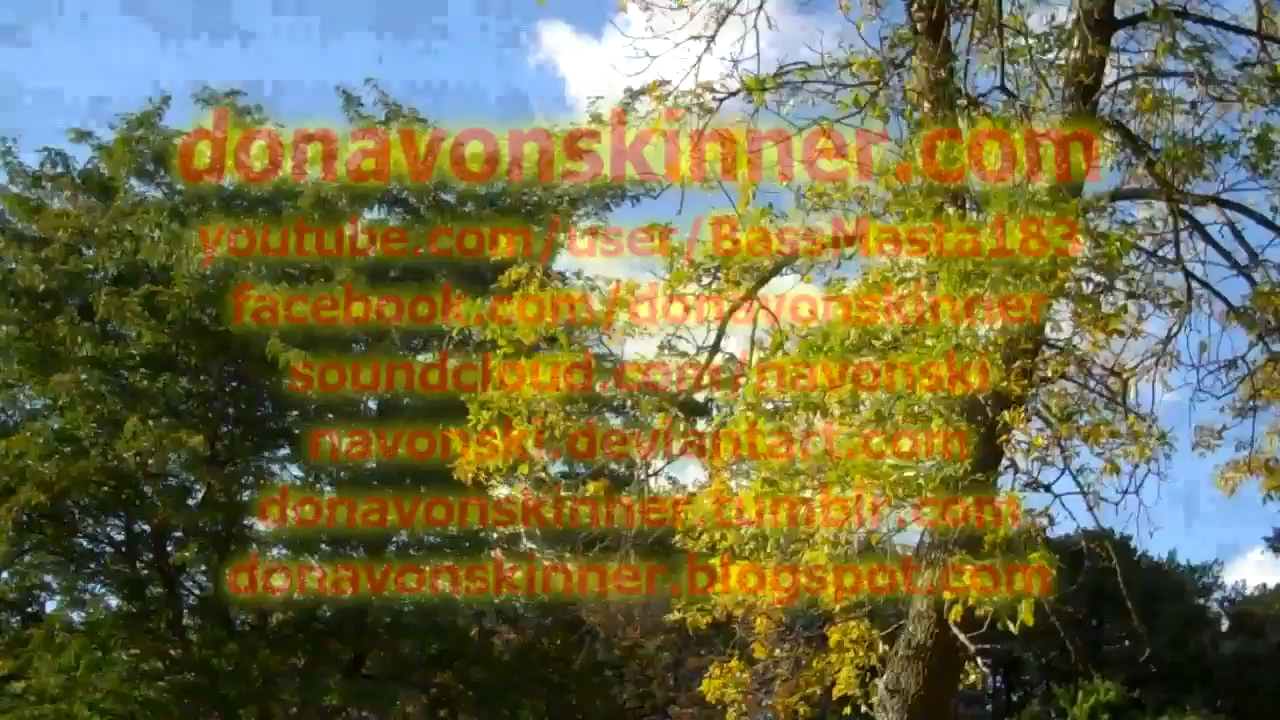 donavonskinner.com
youtube.com/user/BassMasta183
facebook.com/donavonskinner
soundcloud.com/navonski
navonski.deviantart.com
donavonskinner.tumblr.com
donavonskinner.blogspot.com